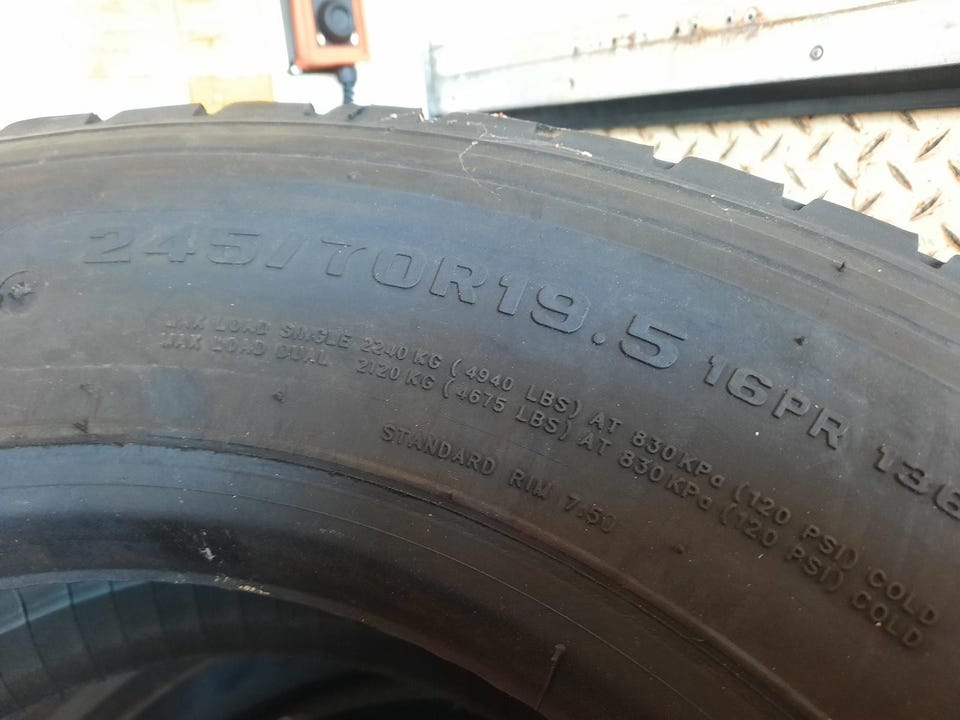 245/70R19.5 16PR 136
MAX LOAD SINGLE 2240 KG (4940 LBS) AT 830 KPa (120 PSI) COLD
MAX LOAD DUAL 2120 KG (4675 LBS) AT 830 KPa (120 PSI) COLD
STANDARD RIM 7.50